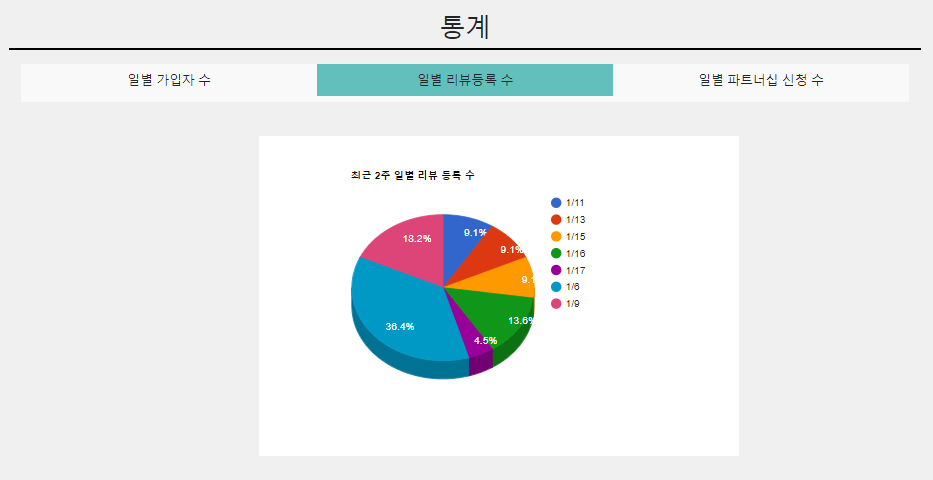 통계
일별 가입자 수
일별 리뷰등록 수
일별 파트너십 신청 수
최근 2주 일별 리뷰 등록 수
1/11
1/13
1/15
1/16
1/17
1/6
1/9
9.1%
9.1%
13.6%
4.5%
36.4%
18.2%